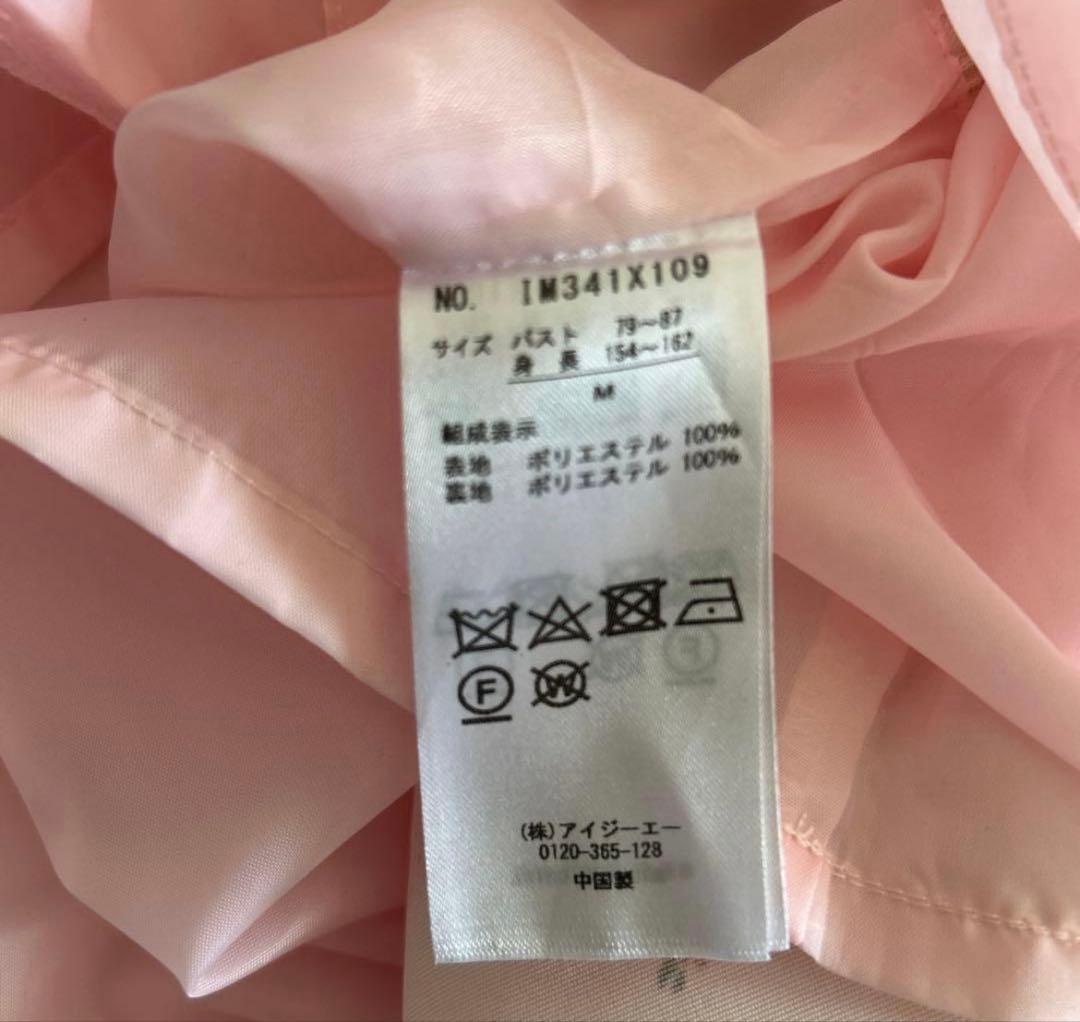 NO. IM341X109
サイズ バスト 79〜87
身長 154〜162
M
組成表示
表地 ポリエステル 100%
裏地 ポリエステル 100%
F
W
(株)アイジーエー
0120-365-128
中国製